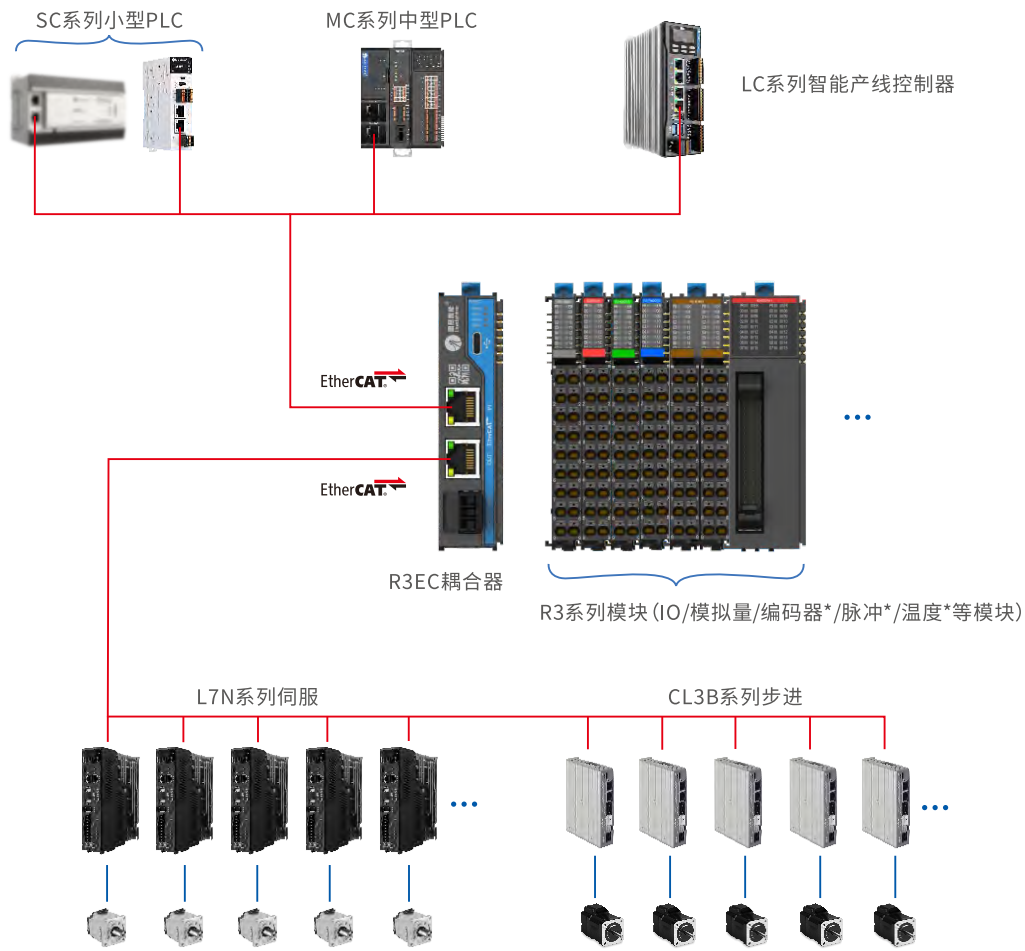 SC系列小型PLC
MC系列中型PLC
LC系列智能产线控制器
EtherCAT®
EtherCAT®
R3EC耦合器
R3系列模块(IO/模拟量/编码器*/脉冲*/温度*等模块)
L7N系列伺服
CL3B系列步进